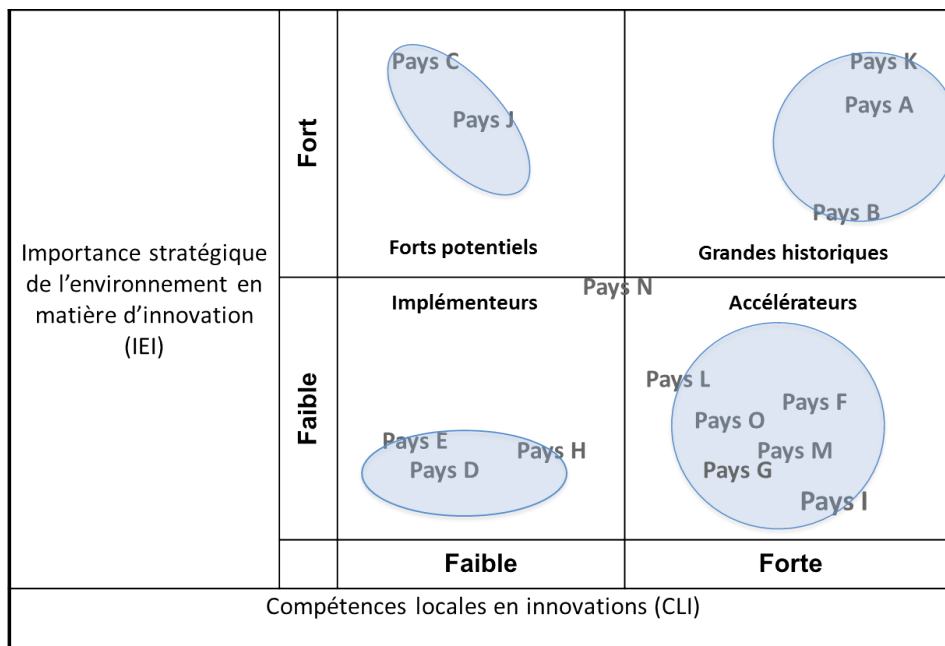 Importance stratégique
de l'environnement en
matière d'innovation
(IEI)
Fort
Pays C
Pays J
Forts potentiels
Pays K
Pays A
Pays B
Grandes historiques
Faible
Implémenteurs
Pays N
Pays E
Pays D
Pays H
Accélérateurs
Pays L
Pays F
Pays O
Pays M
Pays G
Pays I
Faible
Forte
Compétences locales en innovations (CLI)